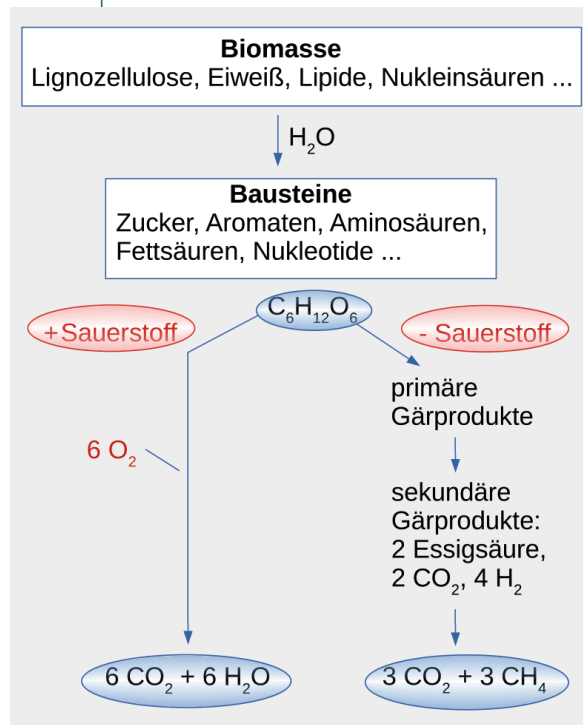 Biomasse
Lignozellulose, Eiweiß, Lipide, Nukleinsäuren ...
H₂O
Bausteine
Zucker, Aromaten, Aminosäuren,
Fettsäuren, Nukleotide ...
C₆H₁₂O₆
+Sauerstoff
- Sauerstoff
primäre
Gärprodukte
6 O₂
sekundäre
Gärprodukte:
2 Essigsäure,
2 CO₂, 4 H₂
6 CO₂ + 6 H₂O
3 CO₂ + 3 CH₄